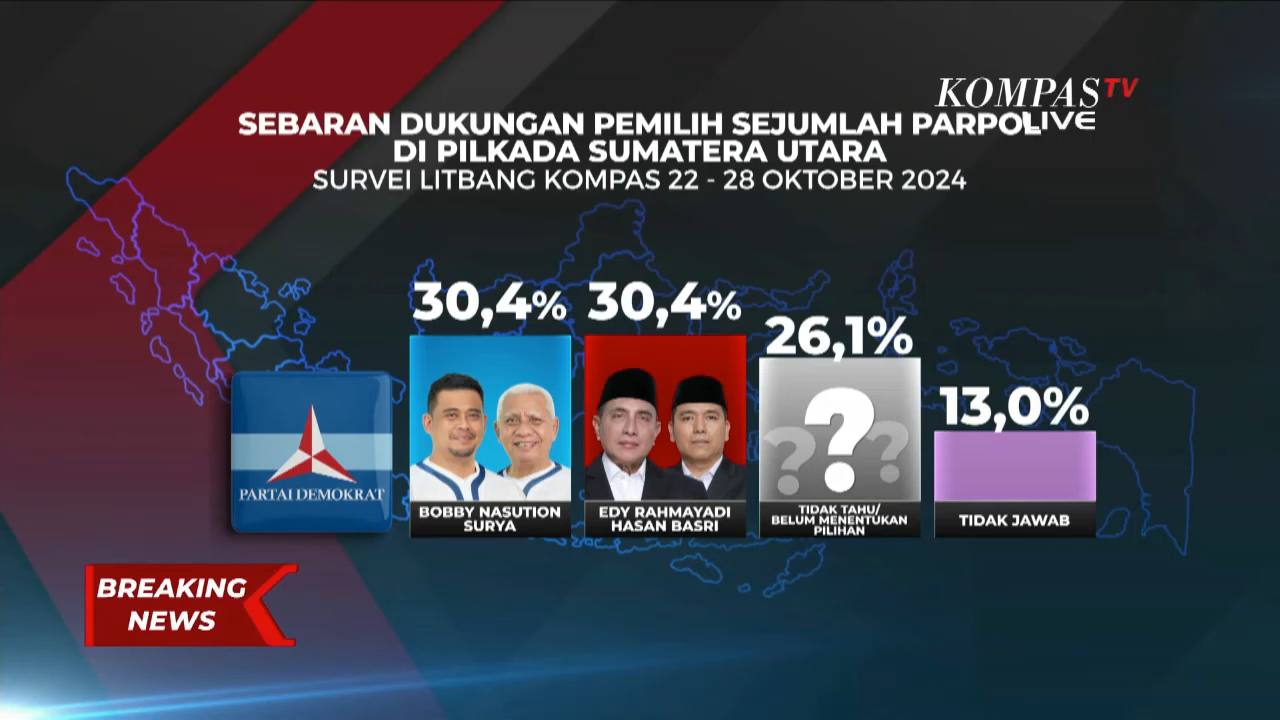 KOMPAS TV
LIVE
SEBARAN DUKUNGAN PEMILIH SEJUMLAH PARPOL
DI PILKADA SUMATERA UTARA
SURVEI LITBANG KOMPAS 22 - 28 OKTOBER 2024
30,4%
30,4%
26,1%
13,0%
???
PARTAI DEMOKRAT
BOBBY NASUTION
SURYA
EDY RAHMAYADI
HASAN BASRI
TIDAK TAHU/
BELUM MENENTUKAN
PILIHAN
TIDAK JAWAB
BREAKING
NEWS